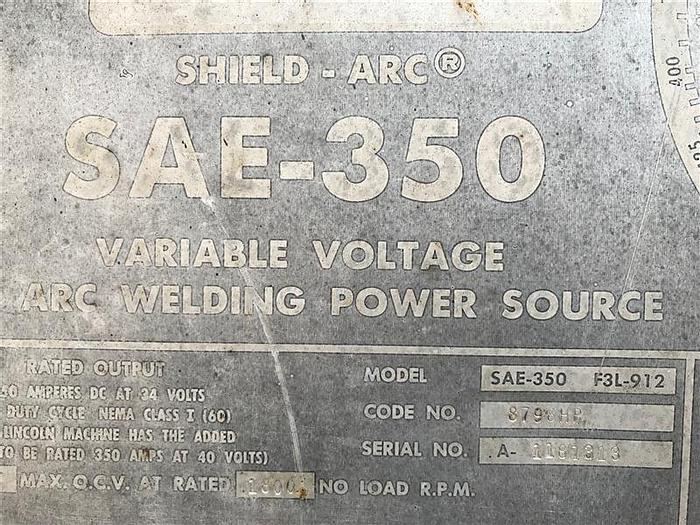 SHIELD - ARC®
400
SAE-350
VARIABLE VOLTAGE
ARC WELDING POWER SOURCE
RATED OUTPUT
50 AMPERES DC AT 34 VOLTS
DUTY CYCLE NEMA CLASS I (60)
LINCOLN MACHINE HAS THE ADDED
TO BE RATED 350 AMPS AT 40 VOLTS)
MAX. O.C.V. AT RATED 1800 NO LOAD R.P.M.
MODEL SAE-350 F3L-912
CODE NO.
SERIAL NO. A-